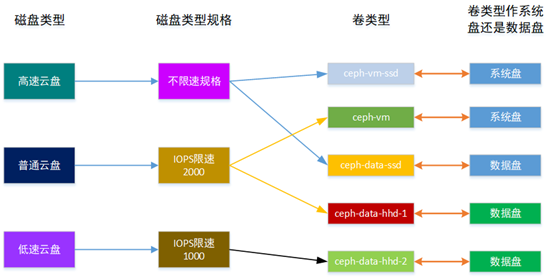 磁盘类型
磁盘类型规格
卷类型
卷类型作系统
盘还是数据盘
高速云盘
不限速规格
ceph-vm-ssd
系统盘
ceph-vm
系统盘
普通云盘
IOPS限速
2000
ceph-data-ssd
数据盘
ceph-data-hhd-1
数据盘
低速云盘
IOPS限速
1000
ceph-data-hhd-2
数据盘